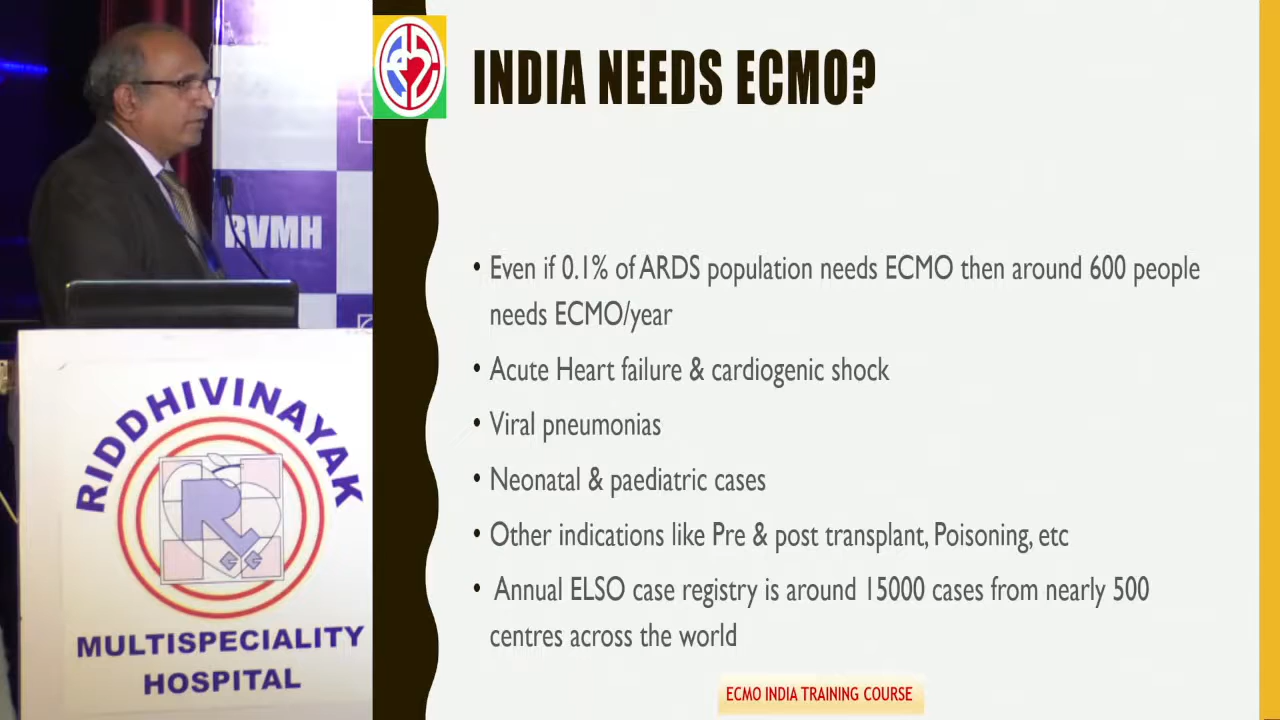 INDIA NEEDS ECMO?
• Even if 0.1% of ARDS population needs ECMO then around 600 people
needs ECMO/year
• Acute Heart failure & cardiogenic shock
• Viral pneumonias
• Neonatal & paediatric cases
• Other indications like Pre & post transplant, Poisoning, etc
• Annual ELSO case registry is around 15000 cases from nearly 500
centres across the world
ECMO INDIA TRAINING COURSE
RVMH
RIDDHIVINAYAK
R
MULTISPECIALITY
HOSPITAL